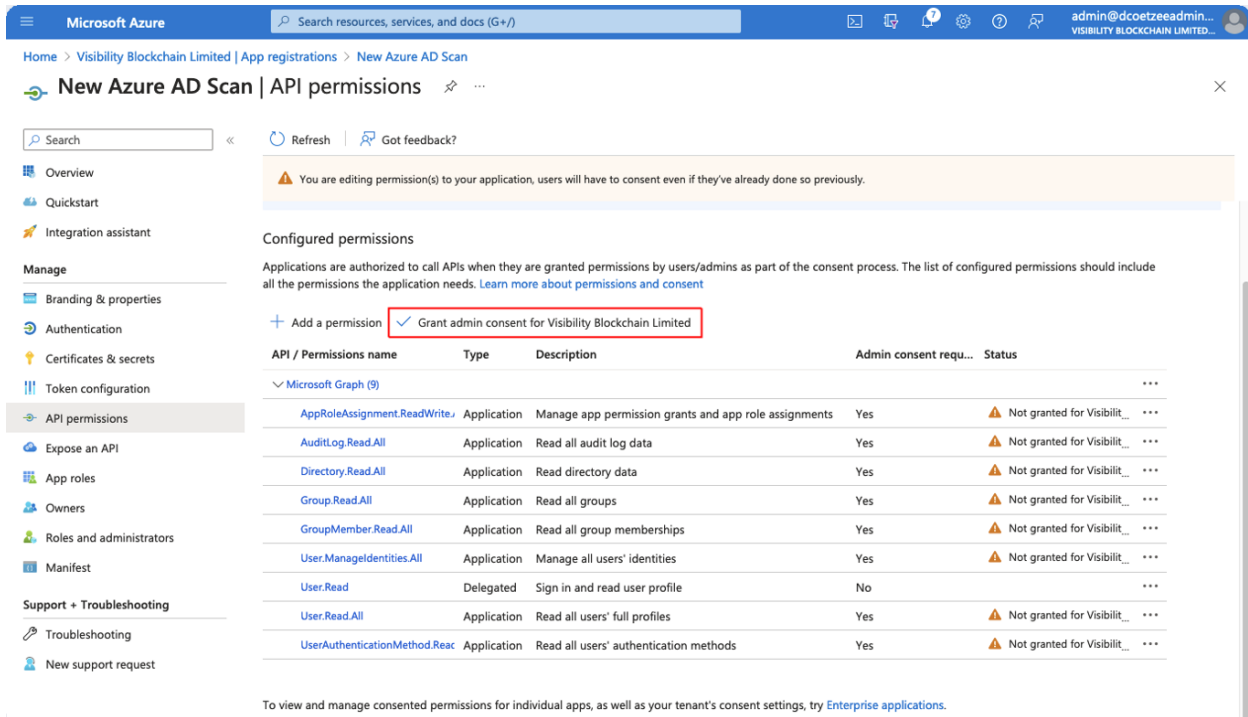 Microsoft Azure
Search resources, services, and docs (G+/)
7
admin@dcoetzeeadmin...
VISIBILITY BLOCKCHAIN LIMITED...
Home > Visibility Blockchain Limited | App registrations > New Azure AD Scan
New Azure AD Scan | API permissions
Search
«
Refresh
Got feedback?
You are editing permission(s) to your application, users will have to consent even if they've already done so previously.
Overview
Quickstart
Integration assistant
Manage
Branding & properties
Authentication
Certificates & secrets
Token configuration
API permissions
Expose an API
App roles
Owners
Roles and administrators
Manifest
Support + Troubleshooting
Troubleshooting
New support request
Configured permissions
Applications are authorized to call APIs when they are granted permissions by users/admins as part of the consent process. The list of configured permissions should include
all the permissions the application needs. Learn more about permissions and consent
Add a permission Grant admin consent for Visibility Blockchain Limited
API / Permissions name Type Description Admin consent requ... Status
Microsoft Graph (9)
AppRoleAssignment.ReadWrite. Application Manage app permission grants and app role assignments Yes Not granted for Visibilit...
AuditLog.Read.All Application Read all audit log data Yes Not granted for Visibilit...
Directory.Read.All Application Read directory data Yes Not granted for Visibilit...
Group.Read.All Application Read all groups Yes Not granted for Visibilit...
GroupMember.Read.All Application Read all group memberships Yes Not granted for Visibilit...
User.ManageIdentities.All Application Manage all users' identities Yes Not granted for Visibilit...
User.Read Delegated Sign in and read user profile No
User.Read.All Application Read all users' full profiles Yes Not granted for Visibilit...
UserAuthenticationMethod.Read Application Read all users' authentication methods Yes Not granted for Visibilit...
To view and manage consented permissions for individual apps, as well as your tenant's consent settings, try Enterprise applications.